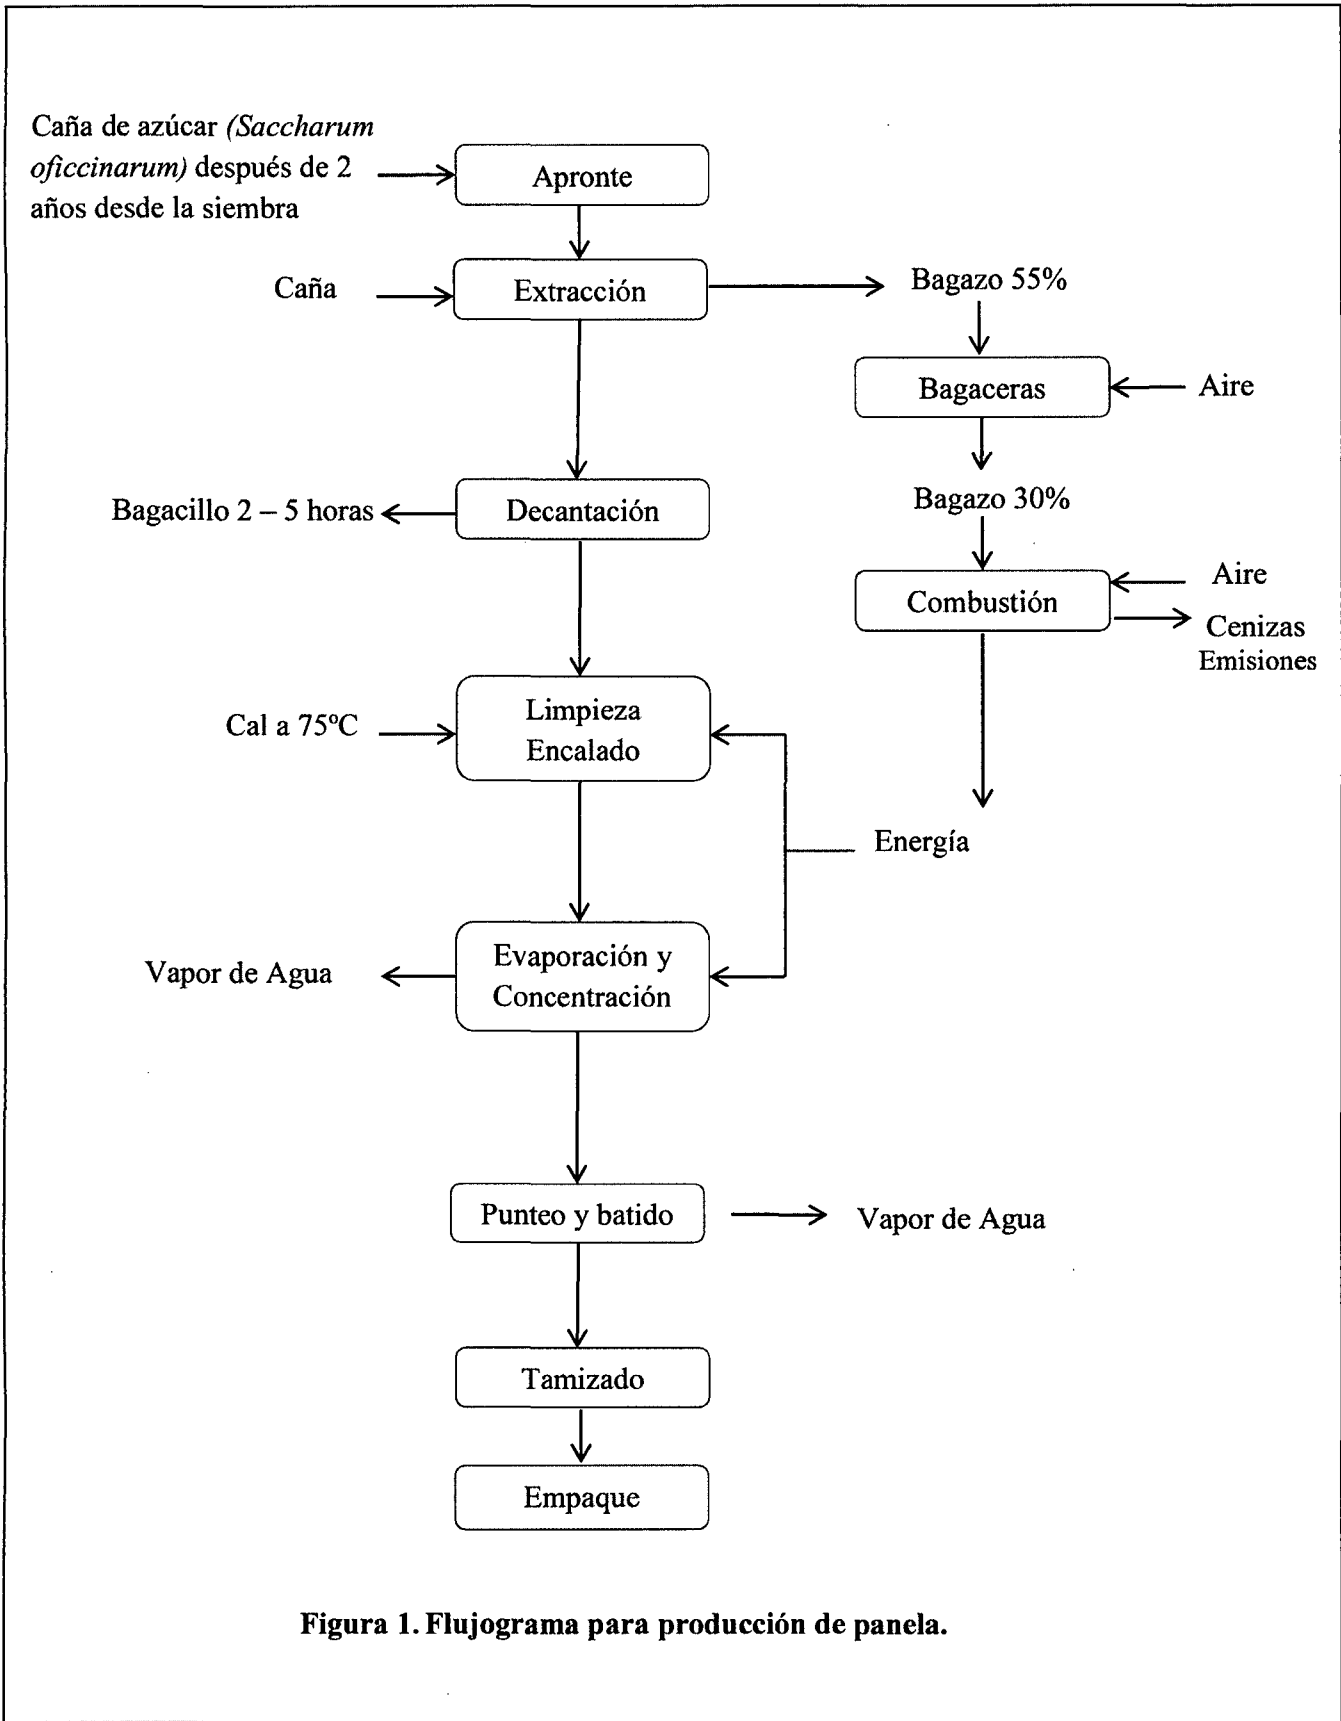 Caña de azúcar (Saccharum
oficcinarum) después de 2
años desde la siembra
Apronte
Caña
Extracción
Bagazo 55%
Bagaceras
Aire
Bagacillo 2 – 5 horas
Decantación
Bagazo 30%
Combustión
Aire
Cenizas
Emisiones
Cal a 75ºC
Limpieza
Encalado
Energía
Vapor de Agua
Evaporación y
Concentración
Punteo y batido
Vapor de Agua
Tamizado
Empaque
Figura 1. Flujograma para producción de panela.